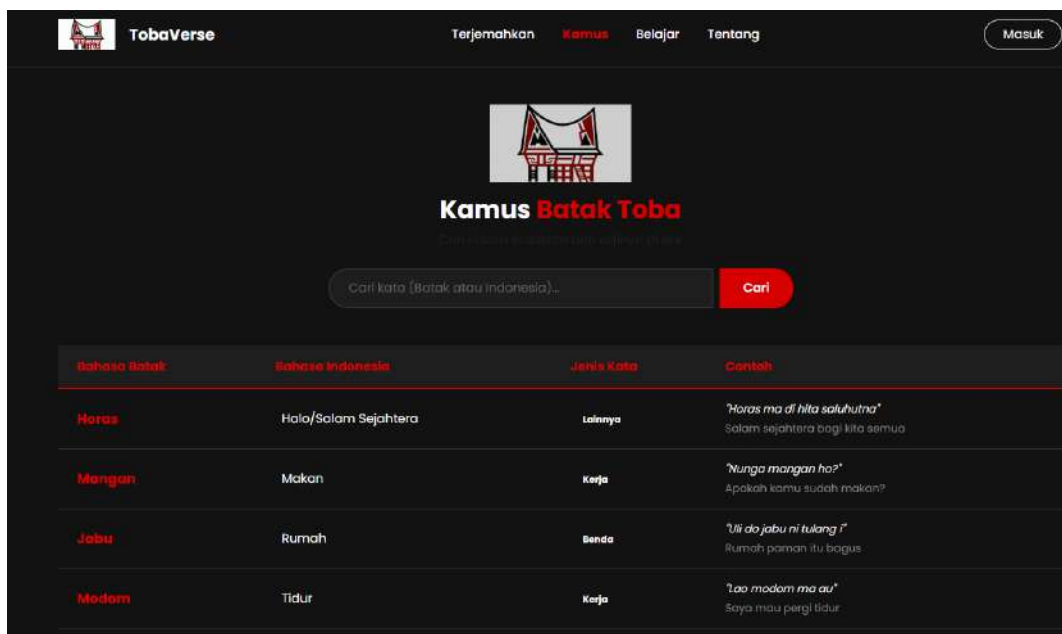 TobaVerse
Terjemahkan Kamus Belajar Tentang
Masuk
Kamus Batak Toba
Cari kata (Batak atau Indonesia)...
Cari
Bahasa Batak Bahasa Indonesia Jenis Kata Contoh
Horas Halo/Salam Sejahtera Lainnya "Horas ma di hita saluhutna"
Salam sejahtera bagi kita semua
Mangan Makan Kerja "Nunga mangan ho?"
Apakah kamu sudah makan?
Jabu Rumah Benda "Uli do jabu ni tulang i"
Rumah paman itu bagus
Modom Tidur Kerja "Lao modom ma au"
Saya mau pergi tidur